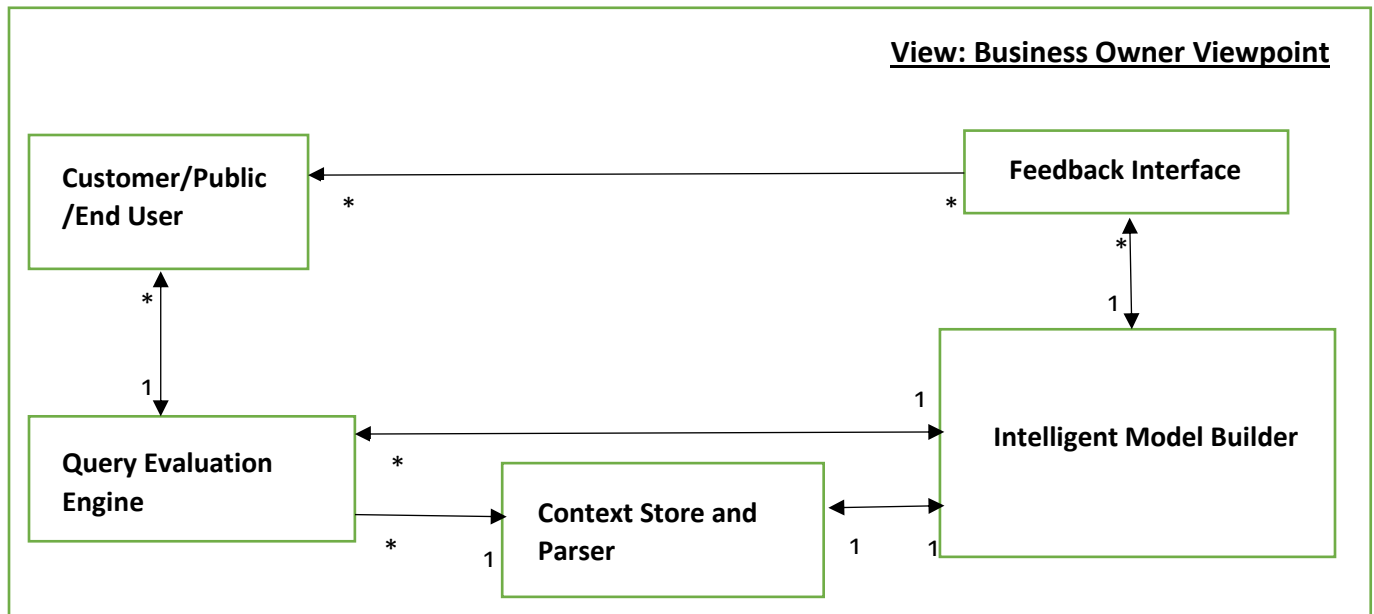 View: Business Owner Viewpoint
Customer/Public
/End User
Feedback Interface
*
*
*
*
1
1
1
Query Evaluation
Engine
Intelligent Model Builder
*
Context Store and
Parser
*
1
1
1